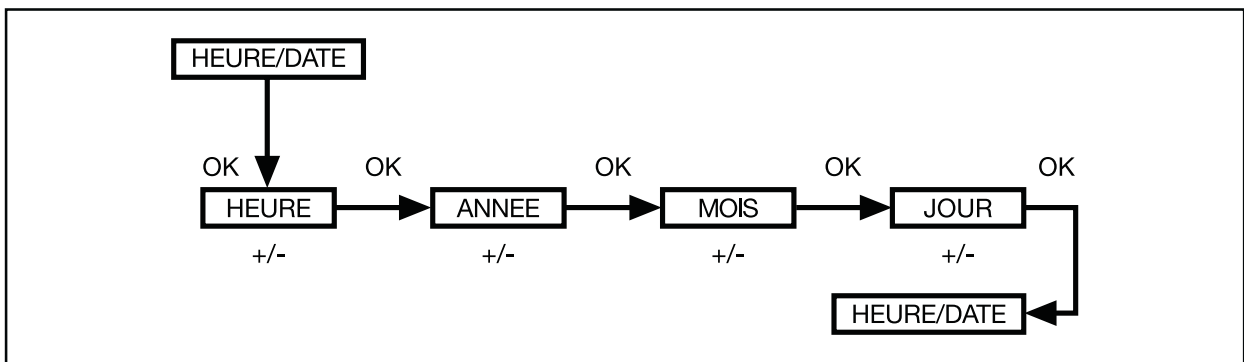 HEURE/DATE
OK OK OK OK OK
HEURE ANNEE MOIS JOUR
+/- +/- +/- +/-
HEURE/DATE